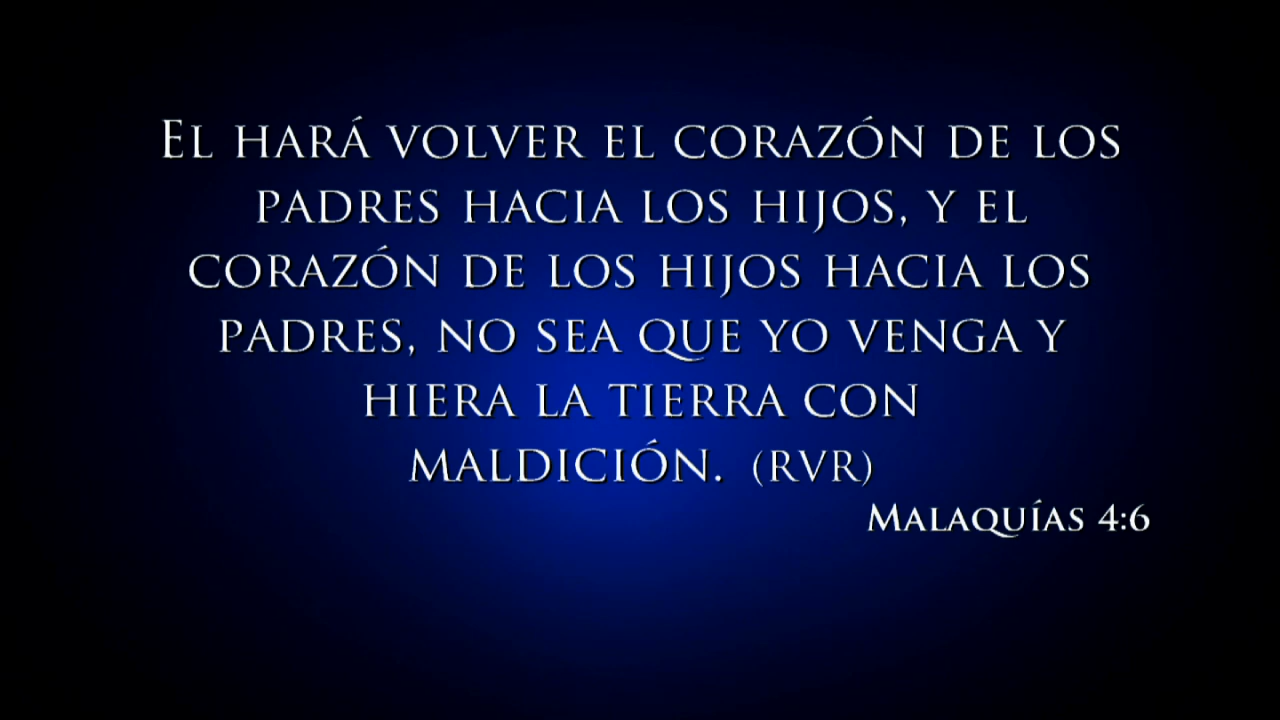 El hará volver el corazón de los
padres hacia los hijos, y el
corazón de los hijos hacia los
padres, no sea que yo venga y
hiera la tierra con
maldición. (RVR)
Malaquías 4:6